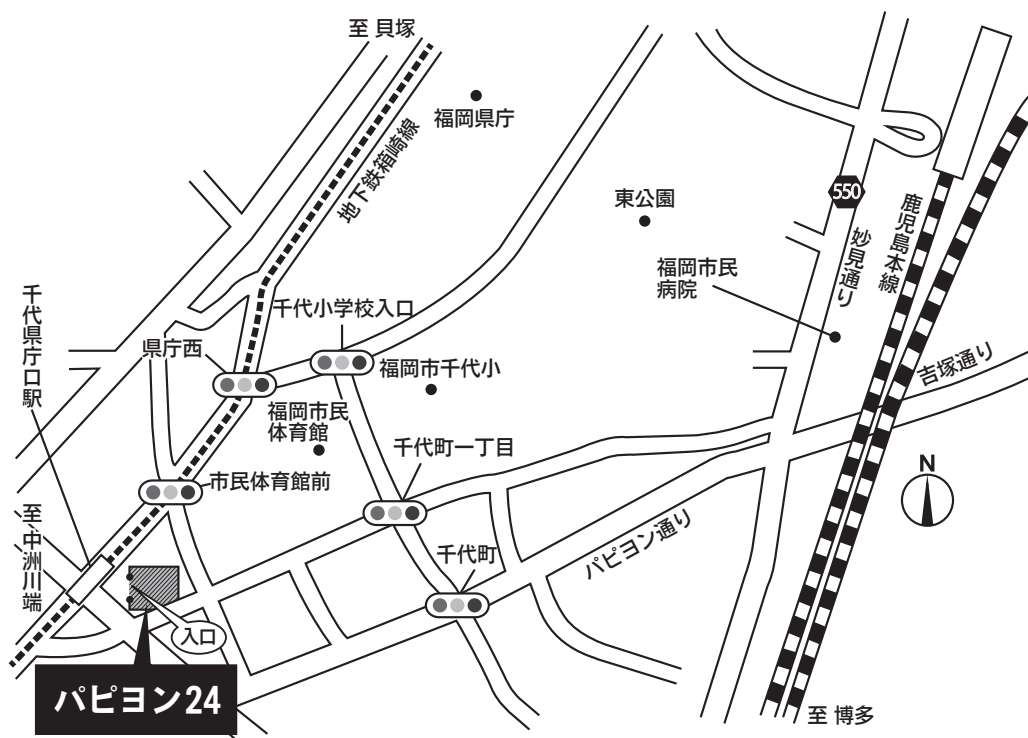 至 貝塚
福岡県庁
地下鉄箱崎線
東公園
550
鹿児島本線
妙見通り
福岡市民
病院
千代県庁口駅
千代小学校入口
県庁西
福岡市千代小
吉塚通り
福岡市民
体育館
千代町一丁目
市民体育館前
N
至 中洲川端
パピヨン通り
千代町
入口
パピヨン24
至 博多